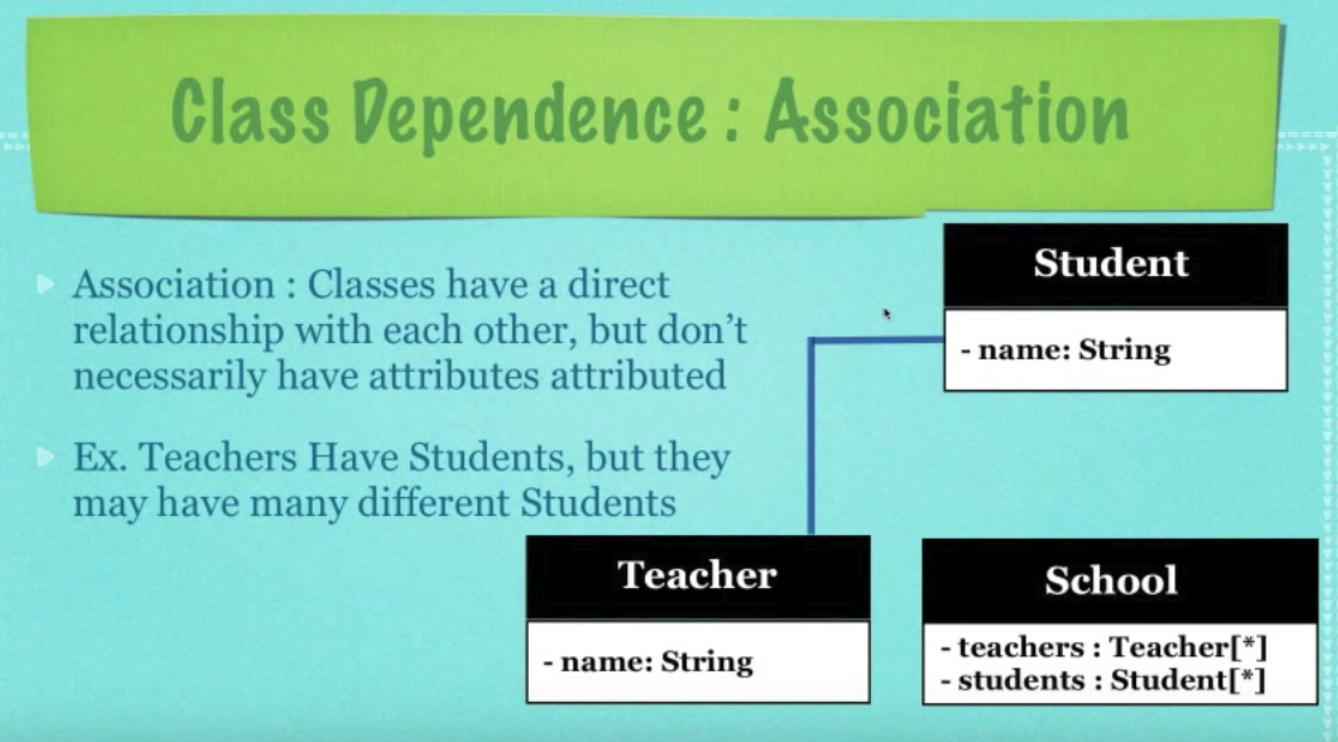 Class Dependence : Association
Association : Classes have a direct
relationship with each other, but don't
necessarily have attributes attributed
Ex. Teachers Have Students, but they
may have many different Students
Student
- name: String
Teacher
- name: String
School
- teachers : Teacher[*]
- students : Student[*]